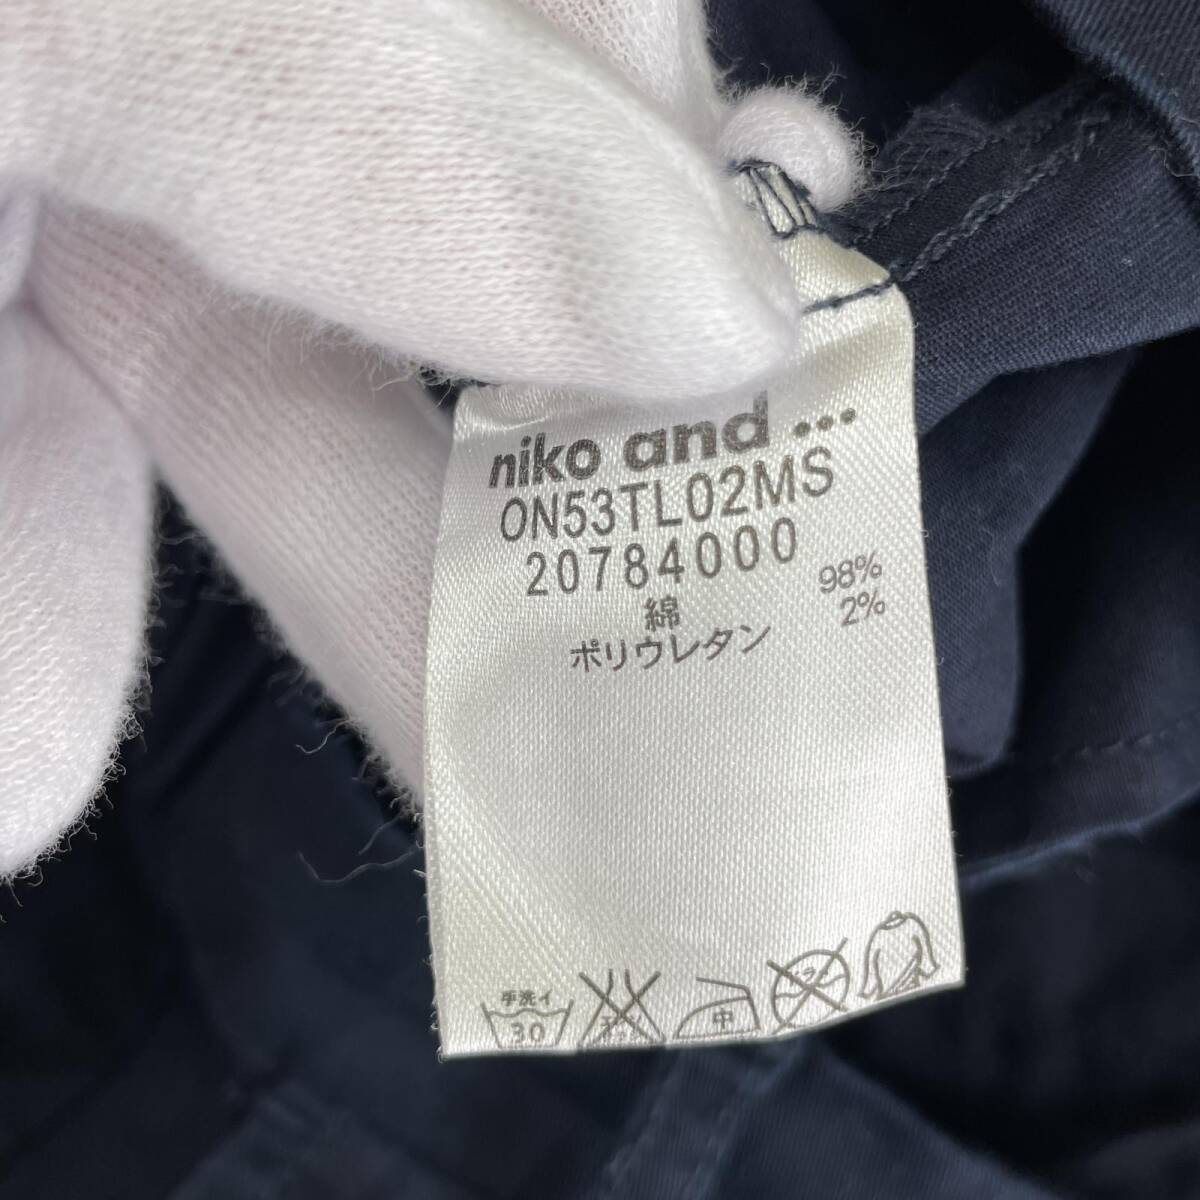 niko and ...
ON53TL02MS
20784000
綿 98%
ポリウレタン 2%
手洗イ
30
中